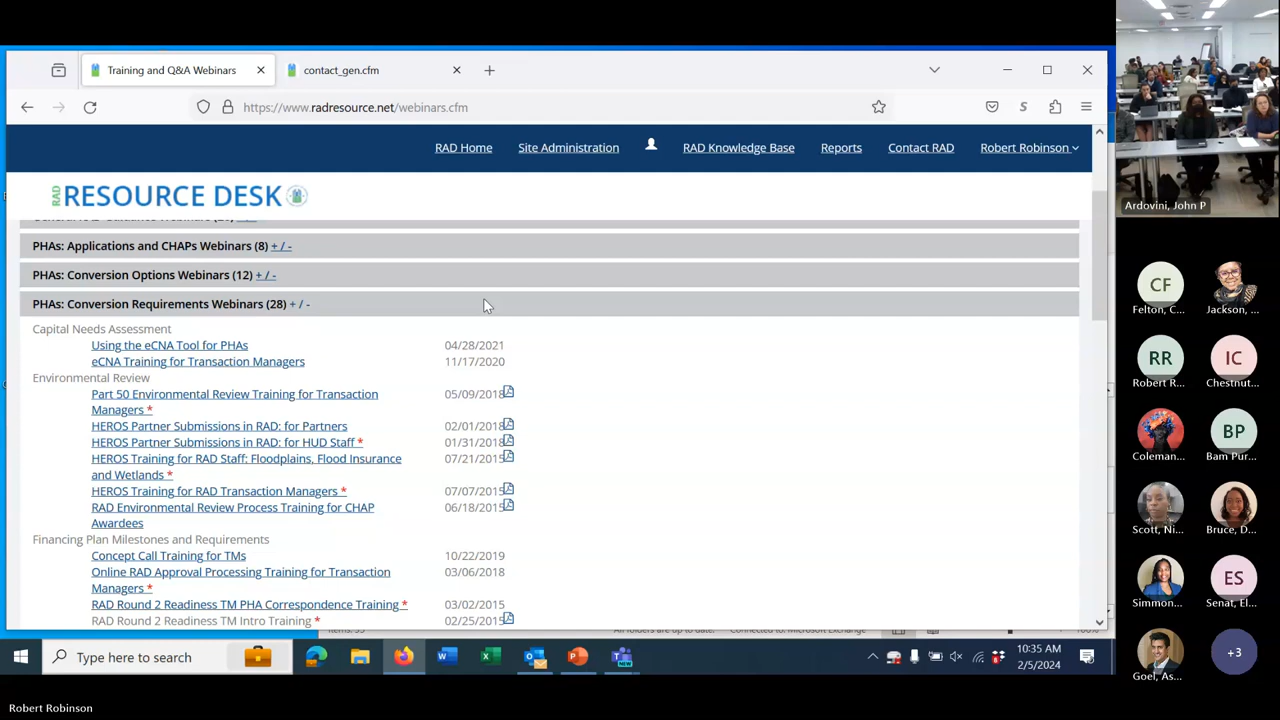 Training and Q&A Webinars
contact_gen.cfm
https://www.radresource.net/webinars.cfm
RAD Home
Site Administration
RAD Knowledge Base
Reports
Contact RAD
Robert Robinson
RAD RESOURCE DESK
PHAs: Applications and CHAPs Webinars (8) + / -
PHAs: Conversion Options Webinars (12) + / -
PHAs: Conversion Requirements Webinars (28) + / -
Capital Needs Assessment
Using the eCNA Tool for PHAs 04/28/2021
eCNA Training for Transaction Managers 11/17/2020
Environmental Review
Part 50 Environmental Review Training for Transaction 05/09/2018
Managers *
HEROS Partner Submissions in RAD: for Partners 02/01/2018
HEROS Partner Submissions in RAD: for HUD Staff * 01/31/2018
HEROS Training for RAD Staff: Floodplains, Flood Insurance 07/21/2015
and Wetlands *
HEROS Training for RAD Transaction Managers * 07/07/2015
RAD Environmental Review Process Training for CHAP 06/18/2015
Awardees
Financing Plan Milestones and Requirements
Concept Call Training for TMs 10/22/2019
Online RAD Approval Processing Training for Transaction 03/06/2018
Managers *
RAD Round 2 Readiness TM PHA Correspondence Training * 03/02/2015
RAD Round 2 Readiness TM Intro Training * 02/25/2015
Type here to search
10:35 AM
2/5/2024
Robert Robinson
Ardovini, John P
CF
Felton, C...
Jackson, ...
RR
Robert R...
IC
Chestnut...
Coleman...
BP
Bam Pur...
Scott, Ni...
Bruce, D...
Simmon...
ES
Senat, El...
Goel, As...
+3